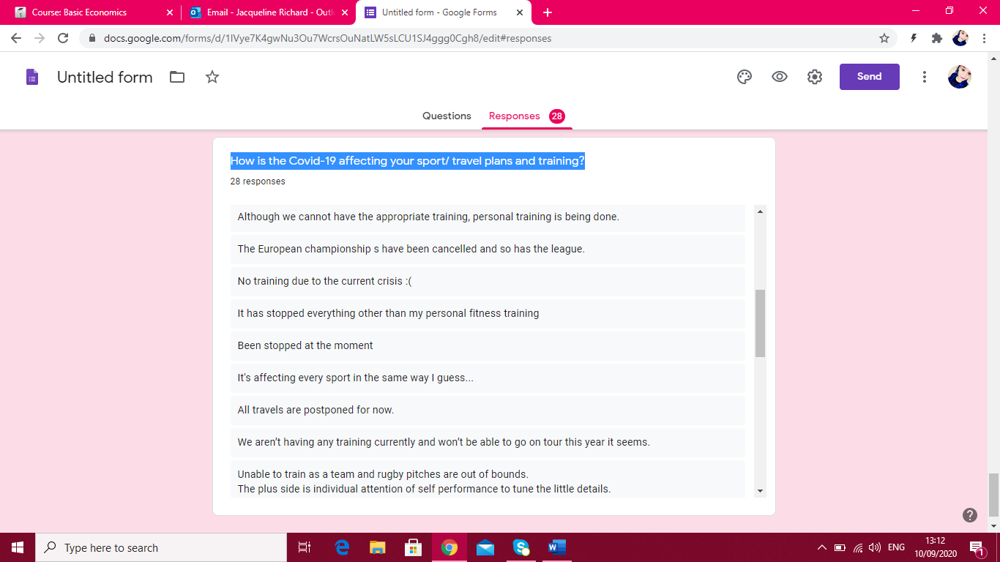 Course: Basic Economics
Email - Jacqueline Richard - Outl
Untitled form - Google Forms
docs.google.com/forms/d/1IVye7K4gwNu3Ou7WcrsOuNatLW5sLCU1SJ4ggg0Cgh8/edit#responses
Untitled form
Send
Questions
Responses 28
How is the Covid-19 affecting your sport/ travel plans and training?
28 responses
Although we cannot have the appropriate training, personal training is being done.
The European championship s have been cancelled and so has the league.
No training due to the current crisis :(
It has stopped everything other than my personal fitness training
Been stopped at the moment
It's affecting every sport in the same way I guess...
All travels are postponed for now.
We aren’t having any training currently and won’t be able to go on tour this year it seems.
Unable to train as a team and rugby pitches are out of bounds.
The plus side is individual attention of self performance to tune the little details.
Type here to search
ENG
13:12
10/09/2020
1